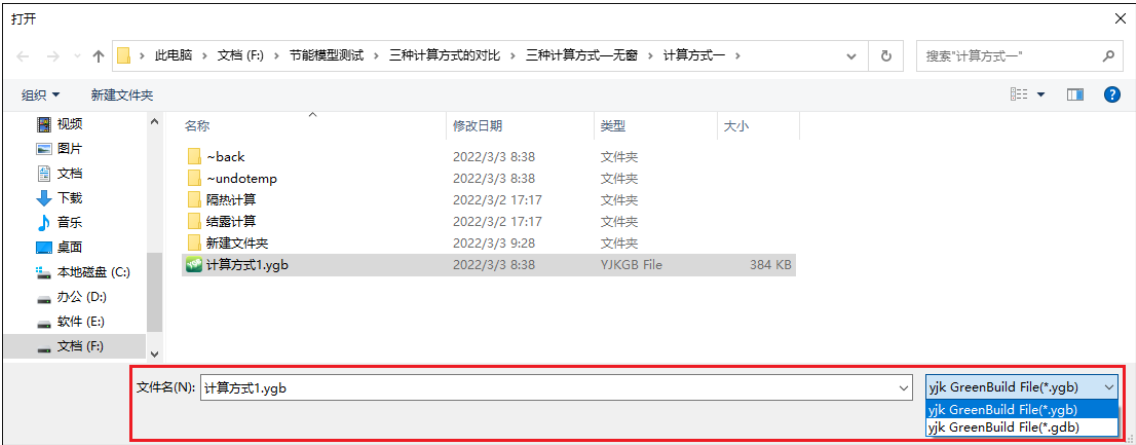 打开
此电脑 › 文档 (F:) › 节能模型测试 › 三种计算方式的对比 › 三种计算方式—无窗 › 计算方式一 ›
搜索"计算方式一"
组织
新建文件夹
视频
图片
文档
下载
音乐
桌面
本地磁盘 (C:)
办公 (D:)
软件 (E:)
文档 (F:)
名称 修改日期 类型 大小
~back 2022/3/3 8:38 文件夹
~undotemp 2022/3/3 8:38 文件夹
隔热计算 2022/3/2 17:17 文件夹
结露计算 2022/3/2 17:17 文件夹
新建文件夹 2022/3/3 9:28 文件夹
计算方式1.ygb 2022/3/3 8:38 YJKGB File 384 KB
文件名(N): 计算方式1.ygb
yjk GreenBuild File(*.ygb)
yjk GreenBuild File(*.ygb)
yjk GreenBuild File(*.gdb)